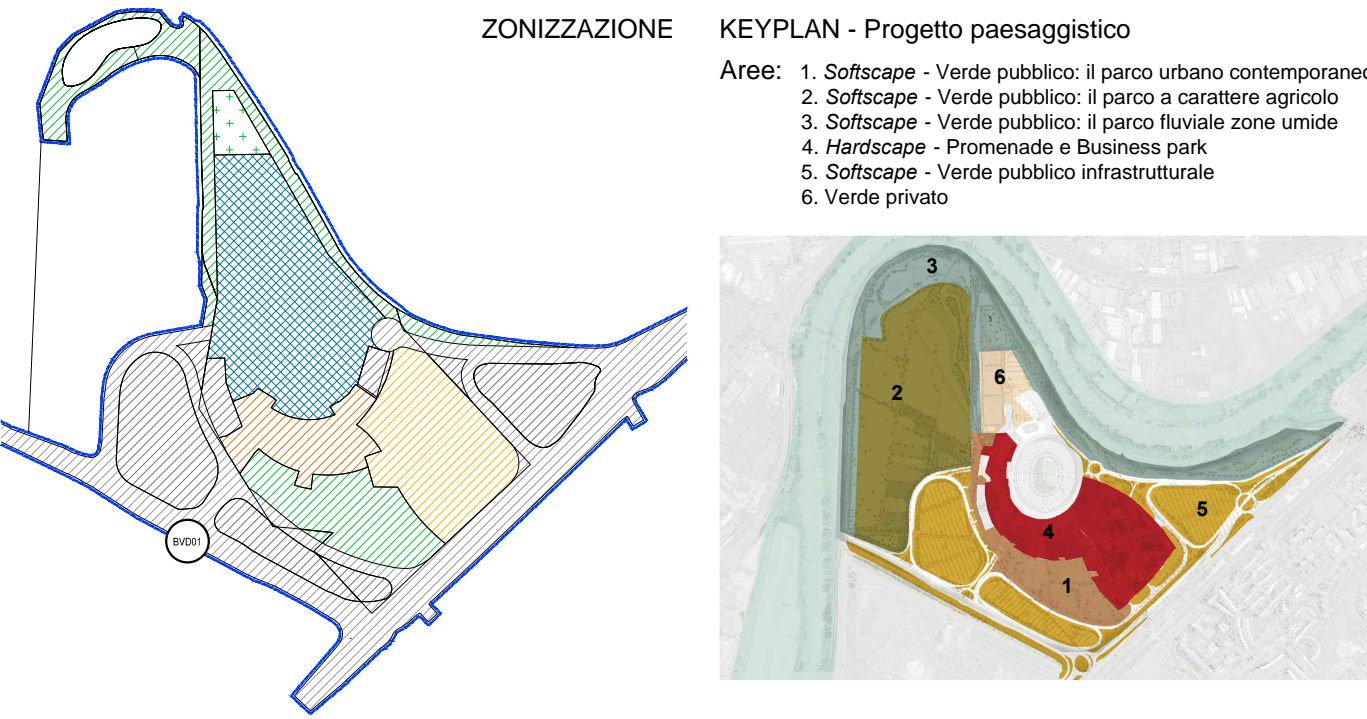 ZONIZZAZIONE
BVD01
KEYPLAN - Progetto paesaggistico
Aree: 1. Softscape - Verde pubblico: il parco urbano contemporaneo
2. Softscape - Verde pubblico: il parco a carattere agricolo
3. Softscape - Verde pubblico: il parco fluviale zone umide
4. Hardscape - Promenade e Business park
5. Softscape - Verde pubblico infrastrutturale
6. Verde privato
3
5
6
2
5
4
1